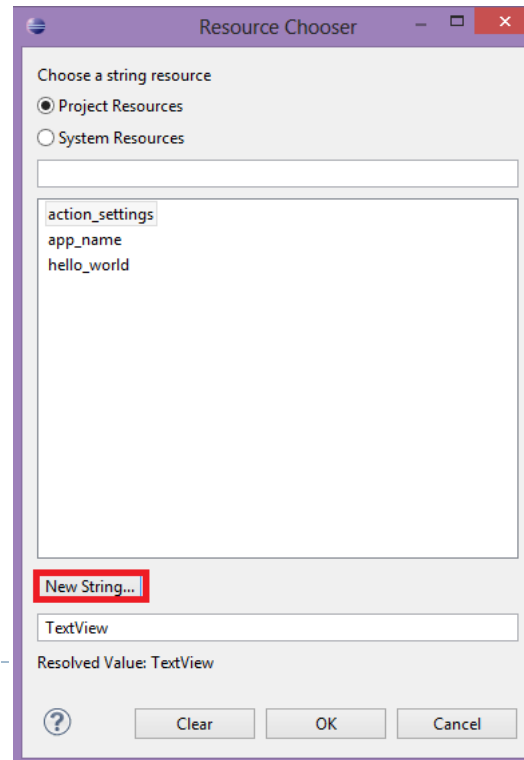 Resource Chooser
Choose a string resource
Project Resources
System Resources
action_settings
app_name
hello_world
New String...
TextView
Resolved Value: TextView
?
Clear OK Cancel